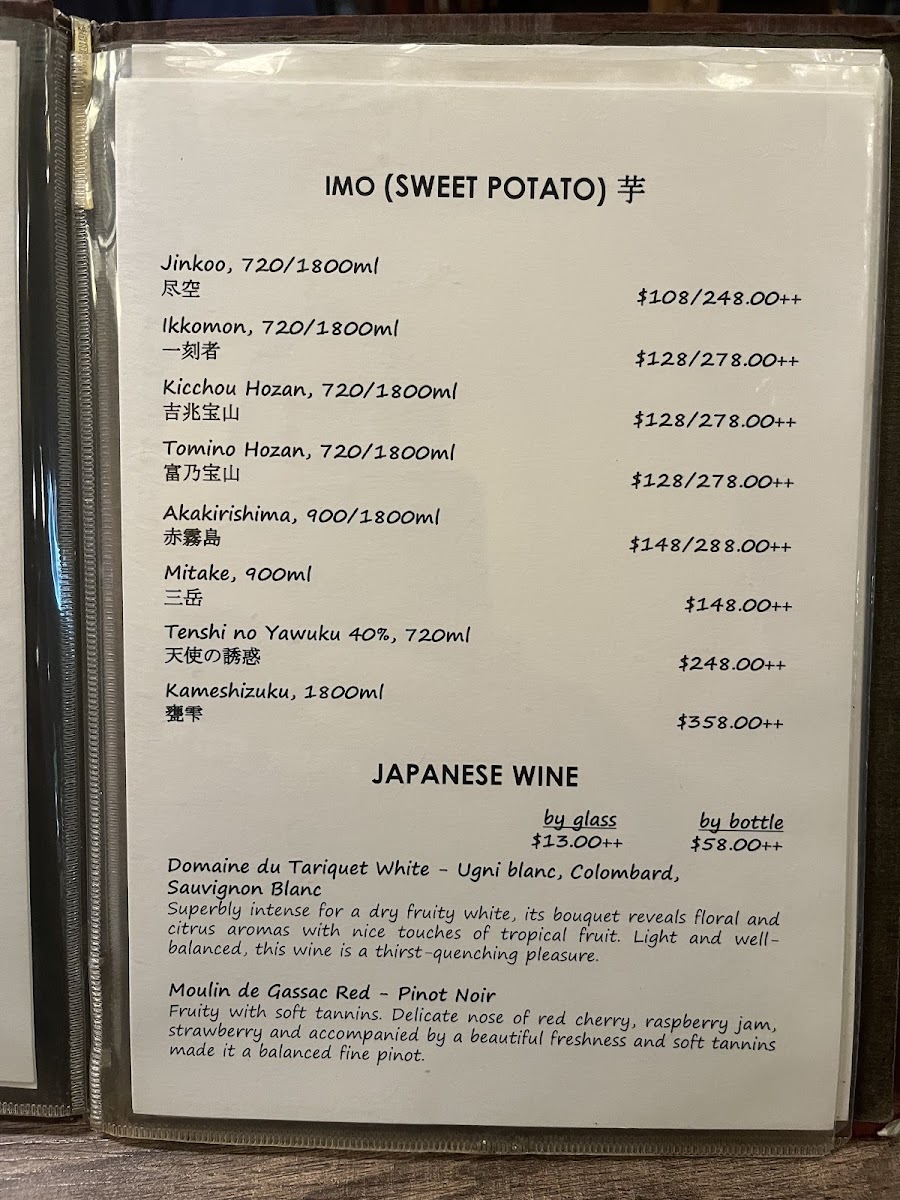 IMO (SWEET POTATO) 芋
Jinkoo, 720/1800ml
尽空
$108/248.00++
Ikkomon, 720/1800ml
一刻者
$128/278.00++
Kicchou Hozan, 720/1800ml
吉兆宝山
$128/278.00++
Tomino Hozan, 720/1800ml
富乃宝山
$128/278.00++
Akakirishima, 900/1800ml
赤霧島
$148/288.00++
Mitake, 900ml
三岳
$148.00++
Tenshi no Yawuku 40%, 720ml
天使の誘惑
$248.00++
Kameshizuku, 1800ml
甕雫
$358.00++
JAPANESE WINE
by glass by bottle
$13.00++ $58.00++
Domaine du Tariquet White - Ugni blanc, Colombard,
Sauvignon Blanc
Superbly intense for a dry fruity white, its bouquet reveals floral and
citrus aromas with nice touches of tropical fruit. Light and well-
balanced, this wine is a thirst-quenching pleasure.
Moulin de Gassac Red - Pinot Noir
Fruity with soft tannins. Delicate nose of red cherry, raspberry jam,
strawberry and accompanied by a beautiful freshness and soft tannins
made it a balanced fine pinot.